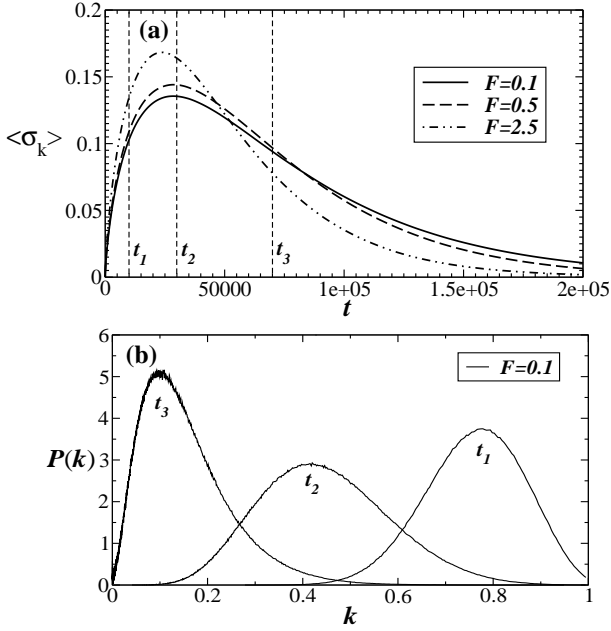 0.2
(a)
F=0.1
F=0.5
F=2.5
0.15
<σk>
0.1
0.05
0
t1
t2
t3
0 50000 1e+05 1.5e+05 2e+05
t
(b)
F=0.1
6
5
4
3
2
1
0
P(k)
t3
t2
t1
0 0.2 0.4 0.6 0.8 1
k